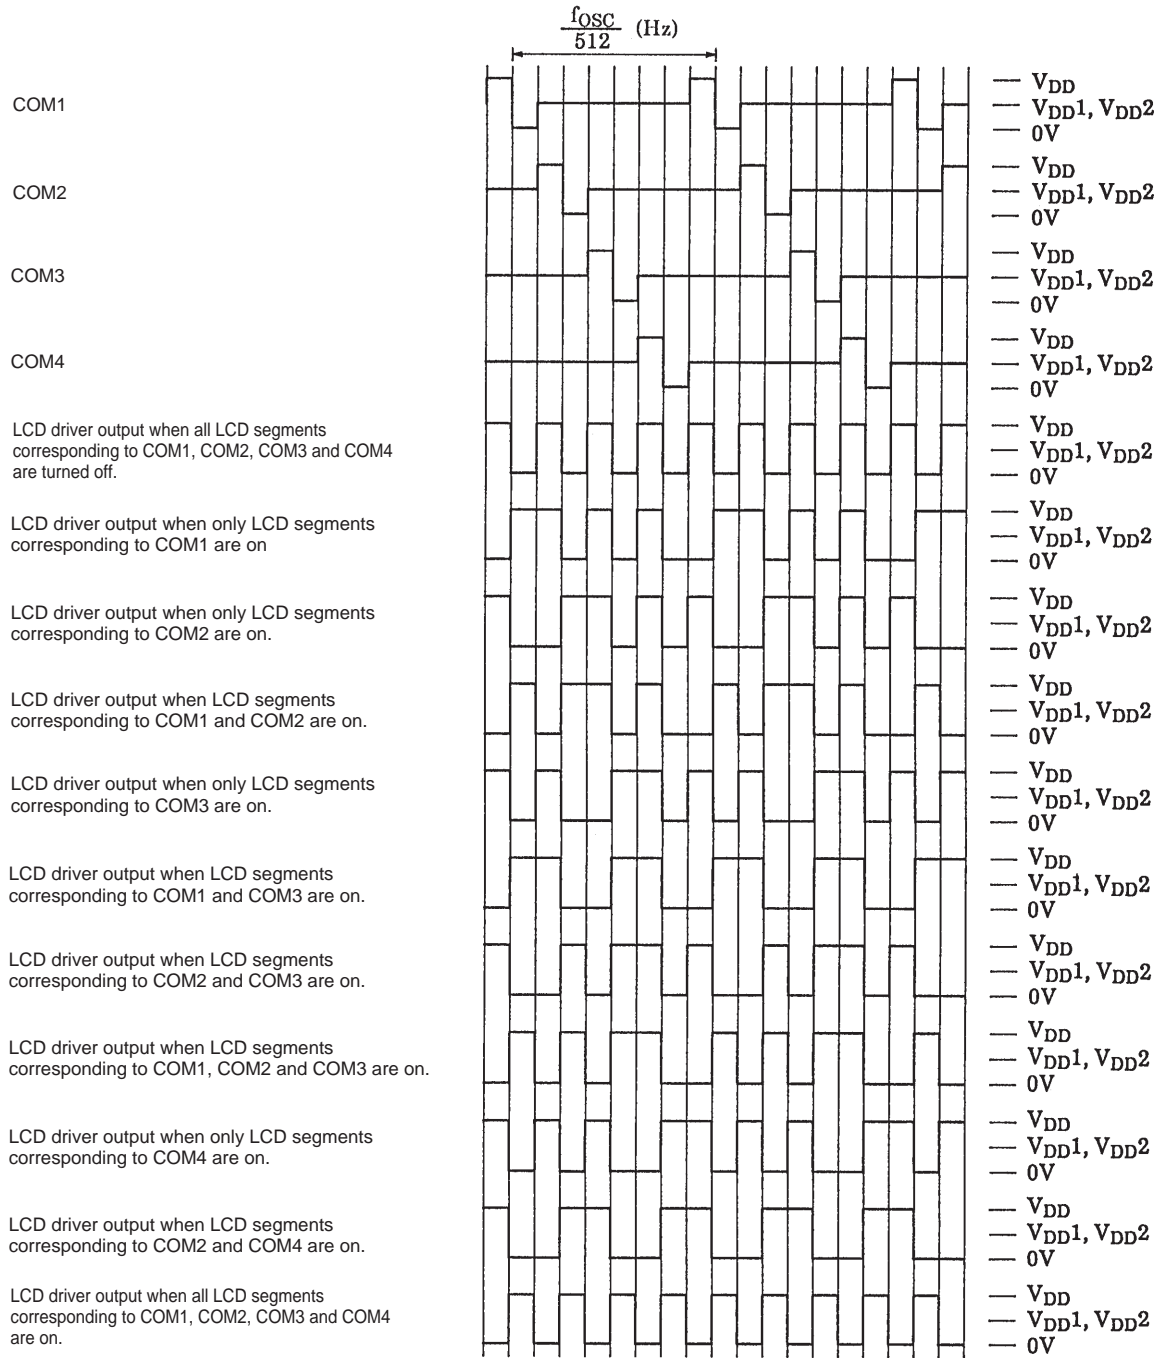 fOSC
512
(Hz)
COM1
VDD
VDD1, VDD2
0V
COM2
VDD
VDD1, VDD2
0V
COM3
VDD
VDD1, VDD2
0V
COM4
VDD
VDD1, VDD2
0V
LCD driver output when all LCD segments
corresponding to COM1, COM2, COM3 and COM4
are turned off.
VDD
VDD1, VDD2
0V
LCD driver output when only LCD segments
corresponding to COM1 are on
VDD
VDD1, VDD2
0V
LCD driver output when only LCD segments
corresponding to COM2 are on.
VDD
VDD1, VDD2
0V
LCD driver output when LCD segments
corresponding to COM1 and COM2 are on.
VDD
VDD1, VDD2
0V
LCD driver output when only LCD segments
corresponding to COM3 are on.
VDD
VDD1, VDD2
0V
LCD driver output when LCD segments
corresponding to COM1 and COM3 are on.
VDD
VDD1, VDD2
0V
LCD driver output when LCD segments
corresponding to COM2 and COM3 are on.
VDD
VDD1, VDD2
0V
LCD driver output when LCD segments
corresponding to COM1, COM2 and COM3 are on.
VDD
VDD1, VDD2
0V
LCD driver output when only LCD segments
corresponding to COM4 are on.
VDD
VDD1, VDD2
0V
LCD driver output when LCD segments
corresponding to COM2 and COM4 are on.
VDD
VDD1, VDD2
0V
LCD driver output when all LCD segments
corresponding to COM1, COM2, COM3 and COM4
are on.
VDD
VDD1, VDD2
0V